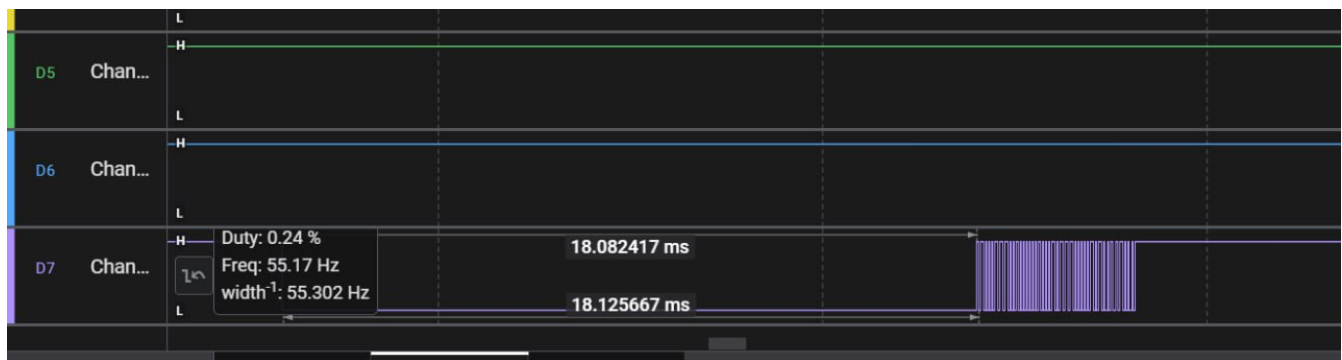 L
H
D5 Chan...
L
H
D6 Chan...
L
H Duty: 0.24 % 18.082417 ms
D7 Chan... Freq: 55.17 Hz
width-1: 55.302 Hz
L 18.125667 ms